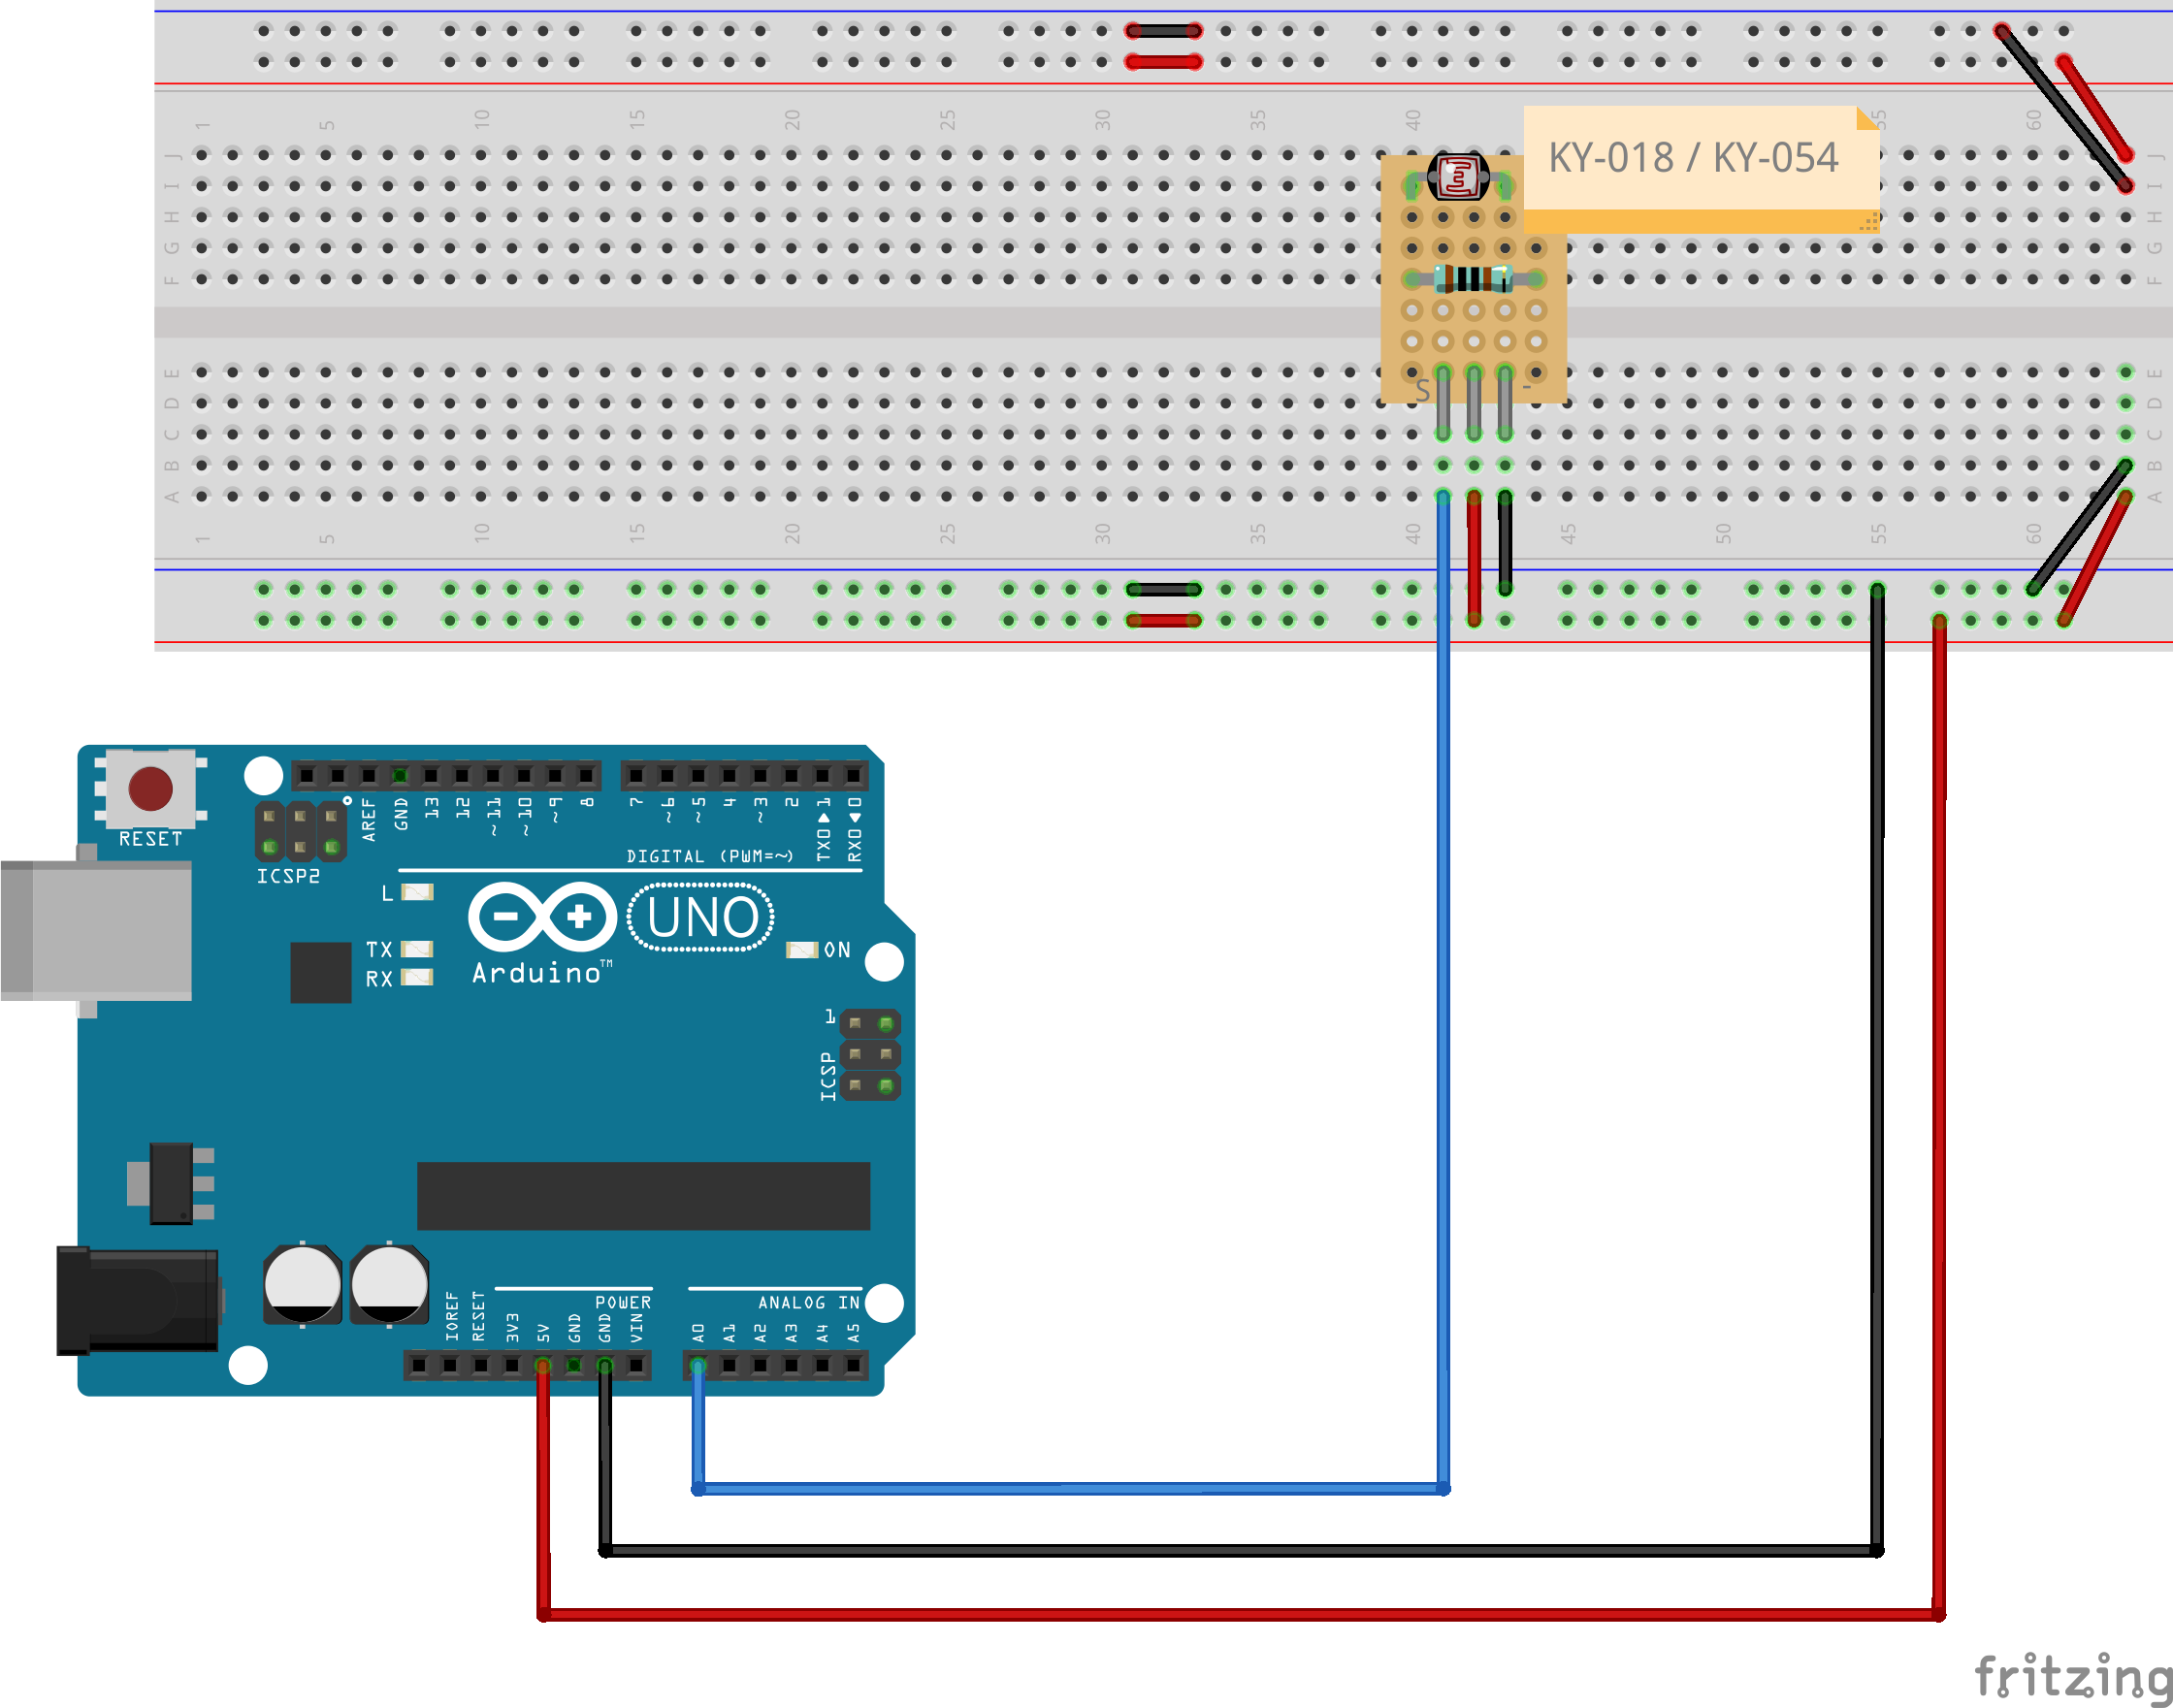 1 5 10 15 20 25 30 35 40 55 60
J
I
H
G
F
J
I
H
G
F
KY-018 / KY-054
E
D
C
B
A
E
D
C
B
A
S -
1 5 10 15 20 25 30 35 40 45 50 55 60
RESET
ICSP2
AREF GND 13 12 ~11 ~10 ~9 8 7 ~6 ~5 4 ~3 2 TX0▶1 RX0◀0
DIGITAL (PWM=~)
L
TX
RX
UNO
Arduino™
ON
1
ICSP
POWER
ANALOG IN
IOREF RESET 3V3 5V GND GND VIN A0 A1 A2 A3 A4 A5
fritzing